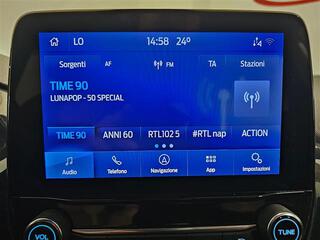 LO 14:58 24°
Sorgenti AF FM TA Stazioni
TIME 90
LUNAPOP - 50 SPECIAL
TIME 90 ANNI 60 RTL102 5 #RTL nap ACTION
Audio Telefono Navigazione App Impostazioni
VOL TUNE